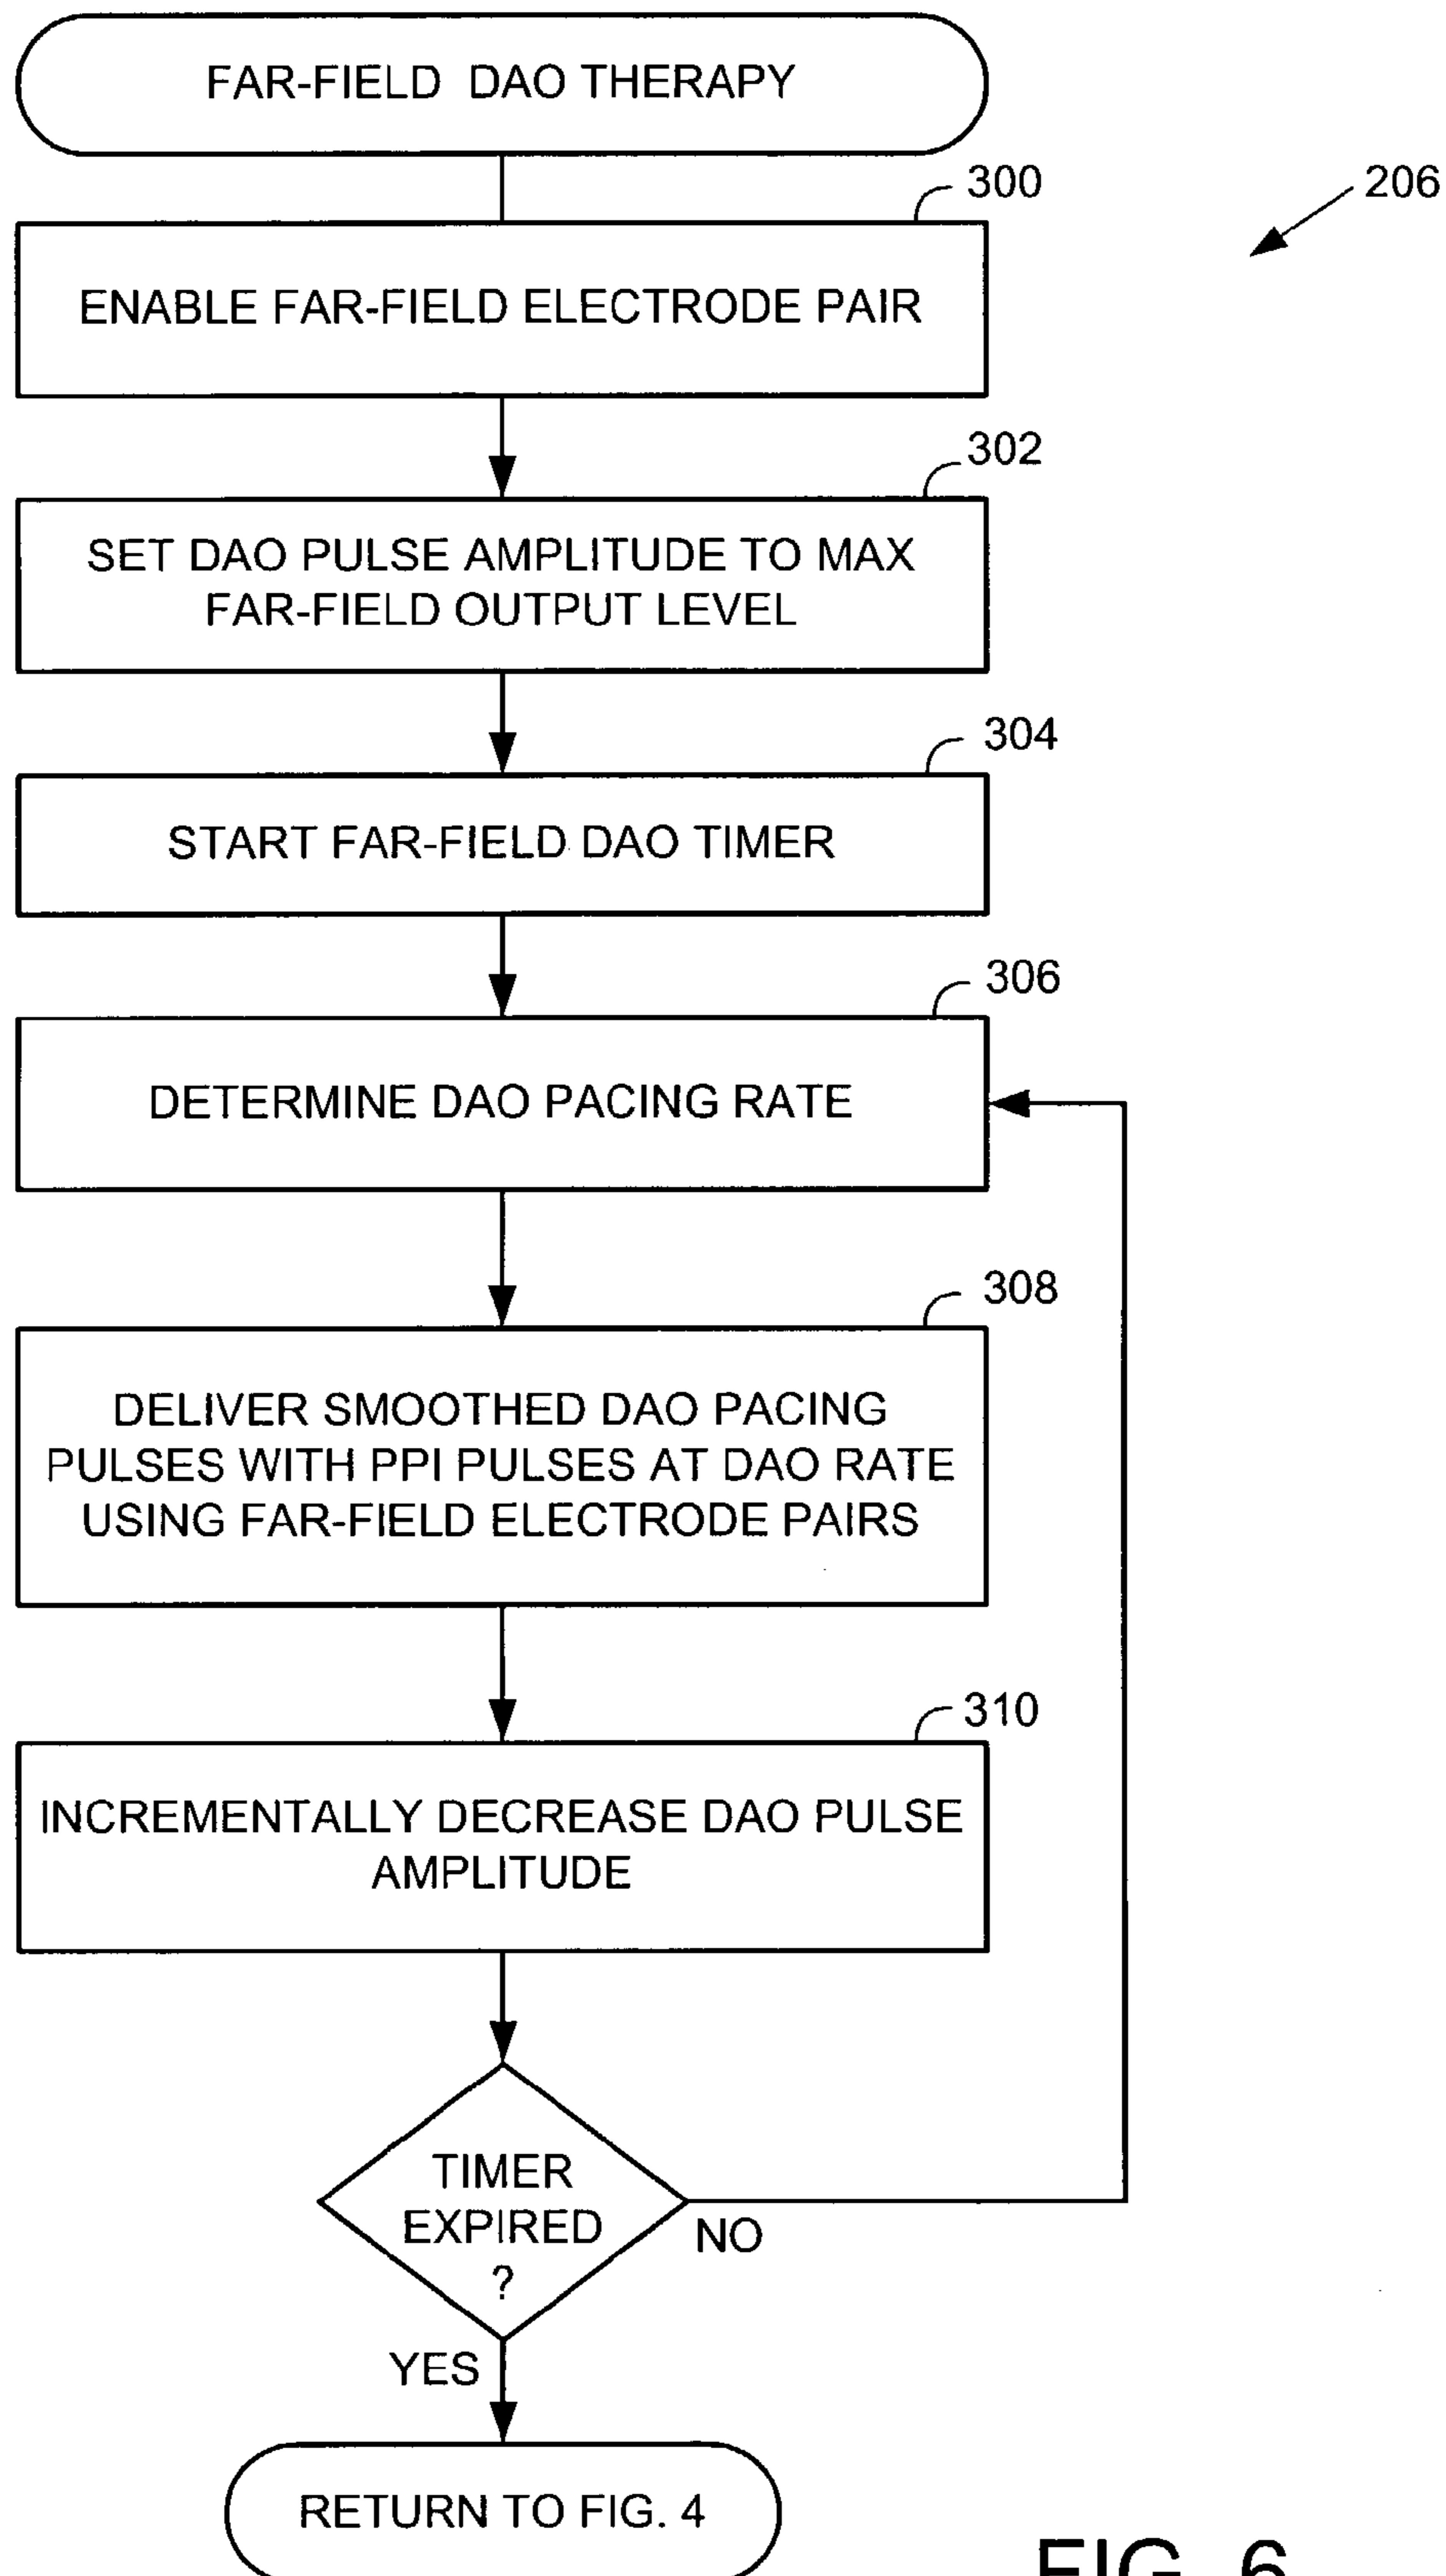 FAR-FIELD DAO THERAPY
300
206
ENABLE FAR-FIELD ELECTRODE PAIR
302
SET DAO PULSE AMPLITUDE TO MAX
FAR-FIELD OUTPUT LEVEL
304
START FAR-FIELD DAO TIMER
306
DETERMINE DAO PACING RATE
308
DELIVER SMOOTHED DAO PACING
PULSES WITH PPI PULSES AT DAO RATE
USING FAR-FIELD ELECTRODE PAIRS
310
INCREMENTALLY DECREASE DAO PULSE
AMPLITUDE
TIMER
EXPIRED
?
NO
YES
RETURN TO FIG. 4
FIG. 6